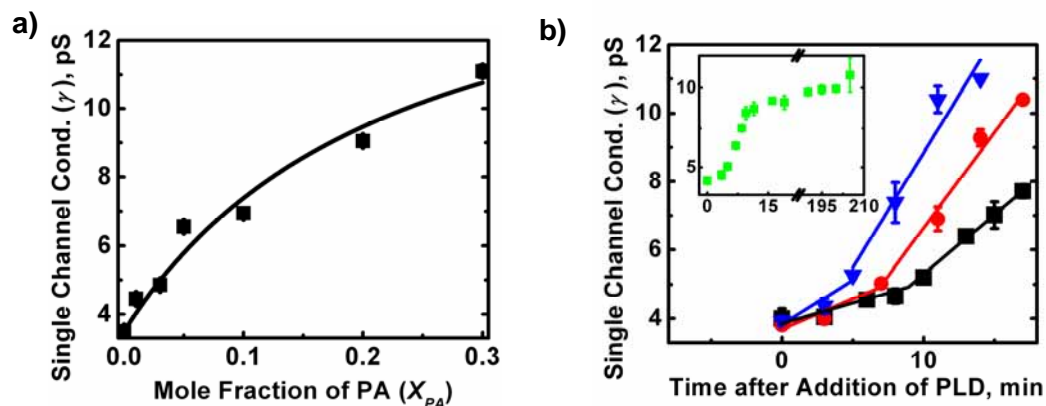 a)
Single Channel Cond. (γ), pS
12
10
8
6
4
0.0 0.1 0.2 0.3
Mole Fraction of PA (X_PA)
b)
Single Channel Cond. (γ), pS
12
10
8
6
4
10
5
0 15 195 210
0 10
Time after Addition of PLD, min